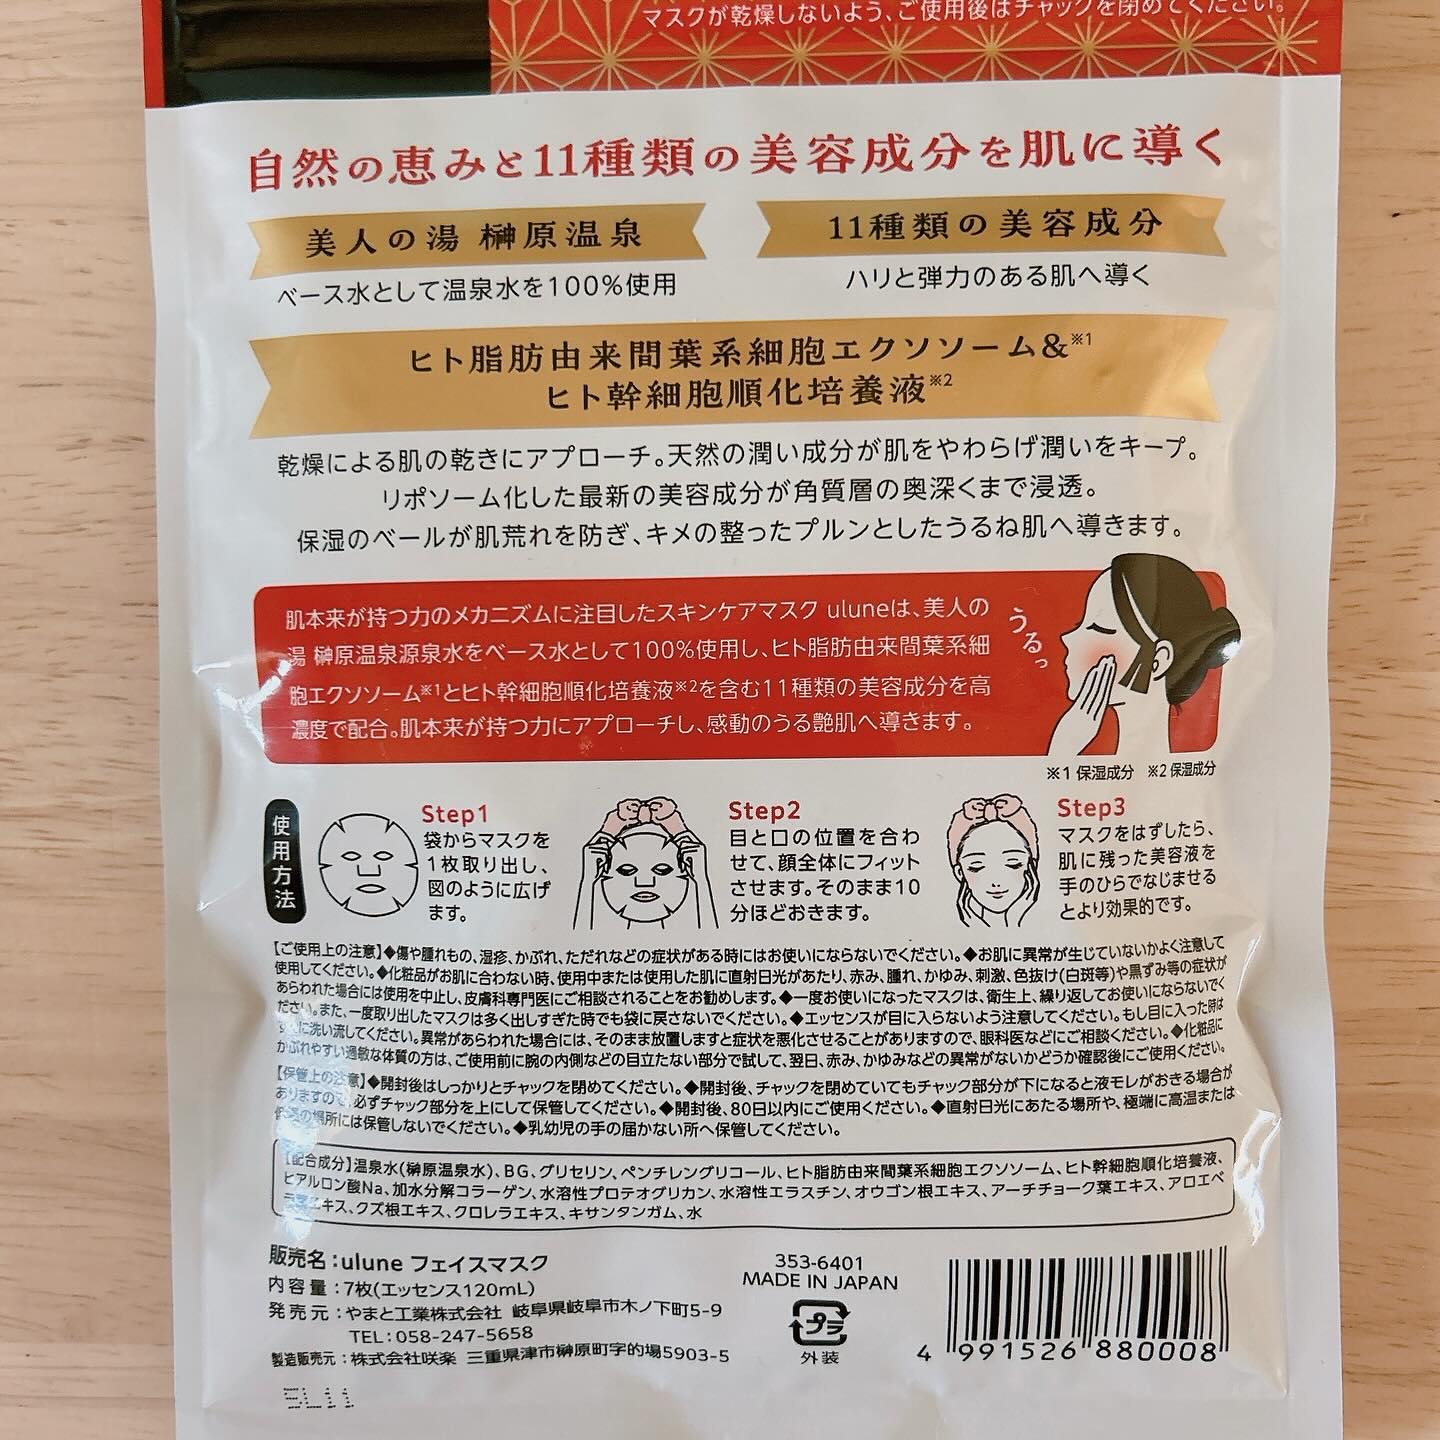 マスクが乾燥しないよう、ご使用後はチャックを閉めてください。
自然の恵みと11種類の美容成分を肌に導く
美人の湯 榊原温泉
ベース水として温泉水を100%使用
11種類の美容成分
ハリと弾力のある肌へ導く
ヒト脂肪由来間葉系細胞エクソソーム&※1
ヒト幹細胞順化培養液※2
乾燥による肌の乾きにアプローチ。天然の潤い成分が肌をやわらげ潤いをキープ。
リポソーム化した最新の美容成分が角質層の奥深くまで浸透。
保湿のベールが肌荒れを防ぎ、キメの整ったプルンとしたうるね肌へ導きます。
肌本来が持つ力のメカニズムに注目したスキンケアマスク uluneは、美人の
湯 榊原温泉源泉水をベース水として100%使用し、ヒト脂肪由来間葉系細
胞エクソソーム※1とヒト幹細胞順化培養液※2を含む11種類の美容成分を高
濃度で配合。肌本来が持つ力にアプローチし、感動のうる艶肌へ導きます。
うるっ
※1 保湿成分 ※2 保湿成分
使用方法
Step1
袋からマスクを
1枚取り出し、
図のように広げ
ます。
Step2
目と口の位置を合わ
せて、顔全体にフィット
させます。そのまま10
分ほどおきます。
Step3
マスクをはずしたら、
肌に残った美容液を
手のひらでなじませる
とより効果的です。
【ご使用上の注意】◆傷や腫れもの、湿疹、かぶれ、ただれなどの症状がある時にはお使いにならないでください。◆お肌に異常が生じていないかよく注意して
使用してください。◆化粧品がお肌に合わない時、使用中または使用した肌に直射日光があたり、赤み、腫れ、かゆみ、刺激、色抜け(白斑等)や黒ずみ等の症状が
あらわれた場合には使用を中止し、皮膚科専門医にご相談されることをお勧めします。◆一度お使いになったマスクは、衛生上、繰り返してお使いにならないでく
ださい。また、一度取り出したマスクは多く出しすぎた時でも袋に戻さないでください。◆エッセンスが目に入らないよう注意してください。もし目に入った時は
すぐに洗い流してください。異常があらわれた場合には、そのまま放置しますと症状を悪化させることがありますので、眼科医などにご相談ください。◆化粧品に
かぶれやすい過敏な体質の方は、ご使用前に腕の内側などの目立たない部分で試して、翌日、赤み、かゆみなどの異常がないかどうか確認後にご使用ください。
【保管上の注意】◆開封後はしっかりとチャックを閉めてください。◆開封後、チャックを閉めていてもチャック部分が下になると液モレがおきる場合が
ありますので、必ずチャック部分を上にして保管してください。◆開封後、80日以内にご使用ください。◆直射日光にあたる場所や、極端に高温または
低温の場所には保管しないでください。◆乳幼児の手の届かない所へ保管してください。
【配合成分】温泉水(榊原温泉水)、BG、グリセリン、ペンチレングリコール、ヒト脂肪由来間葉系細胞エクソソーム、ヒト幹細胞順化培養液、
ヒアルロン酸Na、加水分解コラーゲン、水溶性プロテオグリカン、水溶性エラスチン、オウゴン根エキス、アーチチョーク葉エキス、アロエベ
ラ葉エキス、クズ根エキス、クロレラエキス、キサンタンガム、水
販売名:ulune フェイスマスク
内容量:7枚(エッセンス120mL)
発売元:やまと工業株式会社 岐阜県岐阜市木ノ下町5-9
TEL:058-247-5658
製造販売元:株式会社咲楽 三重県津市榊原町字的場5903-5
353-6401
MADE IN JAPAN
プラ
外装
4 991526 880008